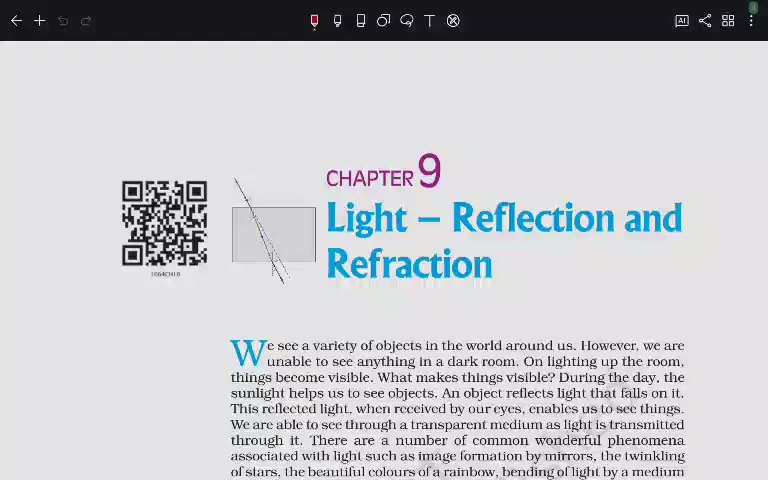 AI
CHAPTER 9
Light – Reflection and
Refraction
1064CH10
We see a variety of objects in the world around us. However, we are
unable to see anything in a dark room. On lighting up the room,
things become visible. What makes things visible? During the day, the
sunlight helps us to see objects. An object reflects light that falls on it.
This reflected light, when received by our eyes, enables us to see things.
We are able to see through a transparent medium as light is transmitted
through it. There are a number of common wonderful phenomena
associated with light such as image formation by mirrors, the twinkling
of stars, the beautiful colours of a rainbow, bending of light by a medium